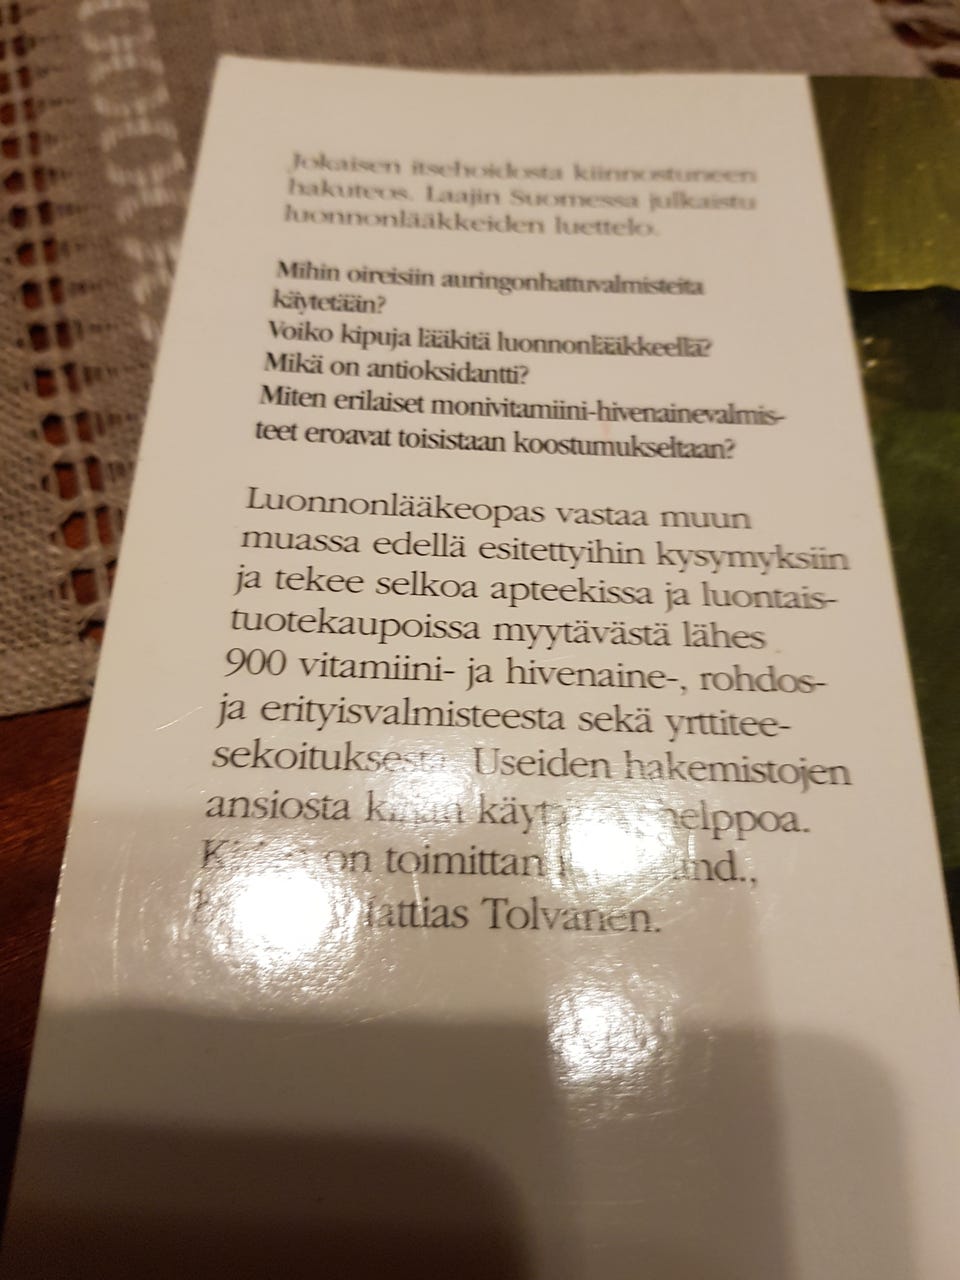 Jokaisen itsehoidosta kiinnostuneen
hakuteos. Laajin Suomessa julkaistu
luonnonlääkkeiden luettelo.
Mihin oireisiin auringonhattuvalmisteita
käytetään?
Voiko kipuja lääkitä luonnonlääkkeellä?
Mikä on antioksidantti?
Miten erilaiset monivitamiini-hivenainevalmis-
teet eroavat toisistaan koostumukseltaan?
Luonnonlääkeopas vastaa muun
muassa edellä esitettyihin kysymyksiin
ja tekee selkoa apteekissa ja luontais-
tuotekaupoissa myytävästä lähes
900 vitamiini- ja hivenaine-, rohdos-
ja erityisvalmisteesta sekä yrttitee-
sekoituksesta. Useiden hakemistojen
ansiosta kirjan helppoa.
on toimittan
Tolvanen.